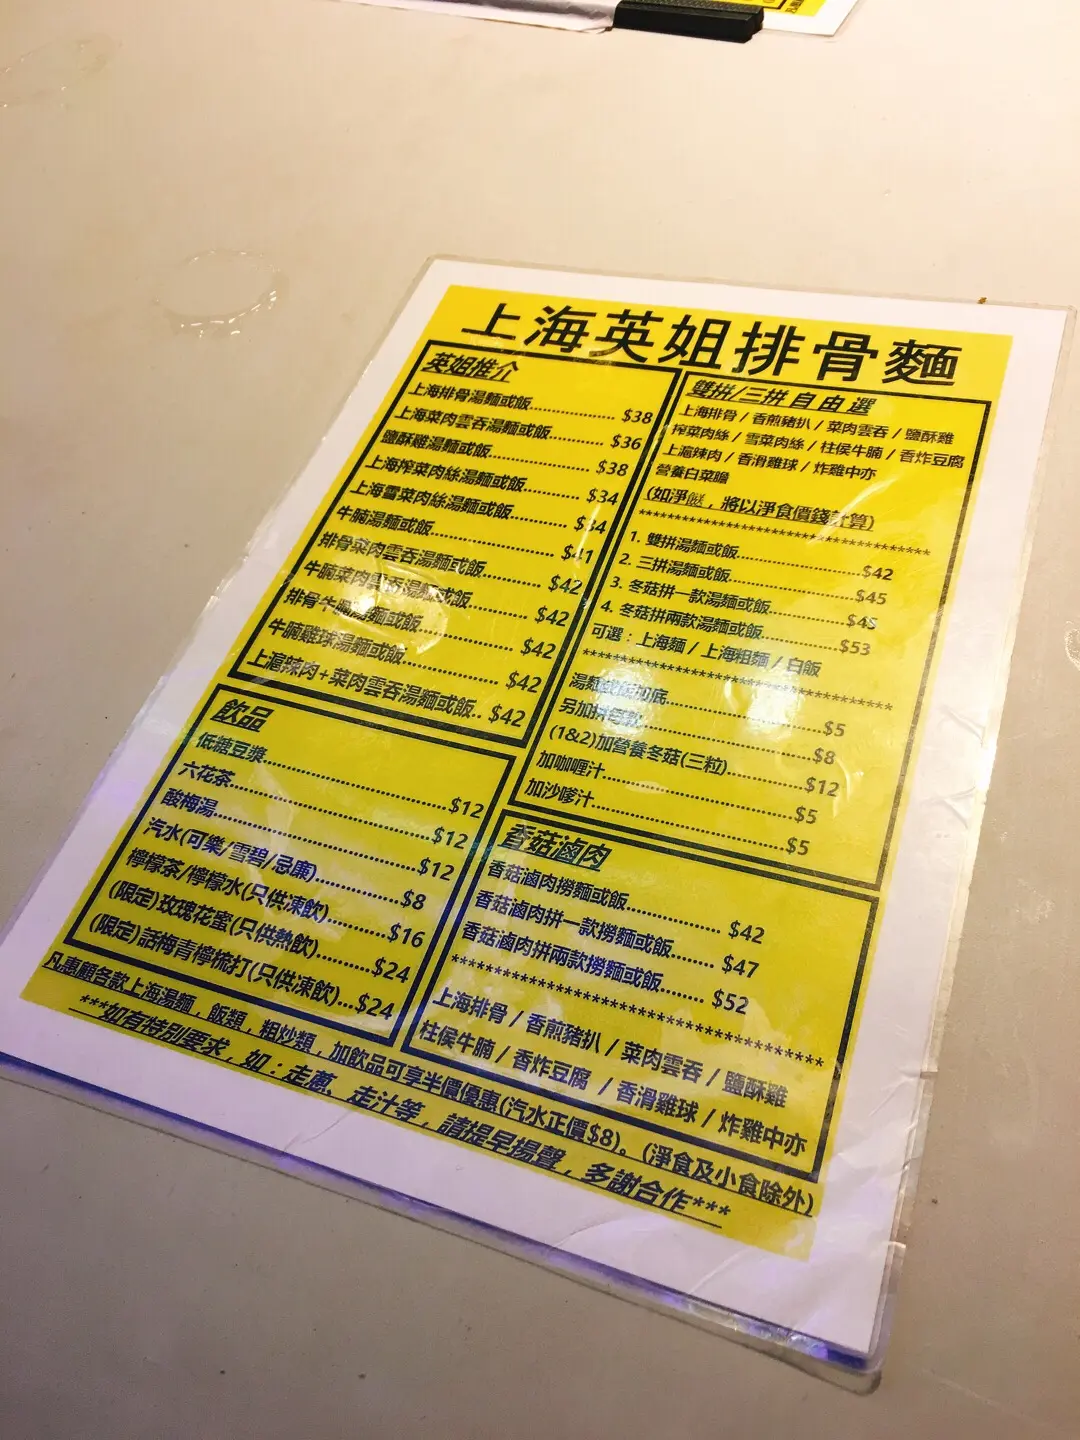 上海英姐排骨麵
英姐推介
上海排骨湯麵或飯............ $38
上海菜肉雲吞湯麵或飯........ $36
鹽酥雞湯麵或飯.............. $38
上海榨菜肉絲湯麵或飯........ $34
上海雪菜肉絲湯麵或飯........ $34
牛腩湯麵或飯................ $41
排骨菜肉雲吞湯麵或飯........ $42
牛腩菜肉雲吞湯麵或飯........ $42
排骨牛腩湯麵或飯............ $42
牛腩雞球湯麵或飯............ $42
上滬辣肉+菜肉雲吞湯麵或飯.. $42
飲品
低糖豆漿.................... $12
六花茶...................... $12
酸梅湯...................... $12
汽水(可樂/雪碧/忌廉)........ $8
檸檬茶/檸檬水(只供凍飲)..... $16
(限定)玫瑰花蜜(只供熱飲).... $24
(限定)話梅青檸梳打(只供凍飲)... $24
雙拼/三拼自由選
上海排骨 / 香煎豬扒 / 菜肉雲吞 / 鹽酥雞
榨菜肉絲 / 雪菜肉絲 / 柱侯牛腩 / 香炸豆腐
上滬辣肉 / 香滑雞球 / 炸雞中亦
營養白菜膽
(如淨餸，將以淨食價錢計算)
************************************
1. 雙拼湯麵或飯................ $42
2. 三拼湯麵或飯................ $45
3. 冬菇拼一款湯麵或飯.......... $45
4. 冬菇拼兩款湯麵或飯.......... $53
可選：上海麵 / 上海粗麵 / 白飯
************************************
湯麵或飯加底.................... $5
另加拼 $8
(1&2)加營養冬菇(三粒)........... $12
加咖喱汁........................ $5
加沙嗲汁........................ $5
香菇滷肉
香菇滷肉撈麵或飯............ $42
香菇滷肉拼一款撈麵或飯...... $47
香菇滷肉拼兩款撈麵或飯...... $52
************************************
上海排骨 / 香煎豬扒 / 菜肉雲吞 / 鹽酥雞
柱侯牛腩 / 香炸豆腐 / 香滑雞球 / 炸雞中亦
凡惠顧各款上海湯麵，飯類，粗炒類，加飲品可享半價優惠(汽水正價$8)。(淨食及小食除外)
***如有特別要求，如：走蔥、走汁等，請提早揚聲，多謝合作***